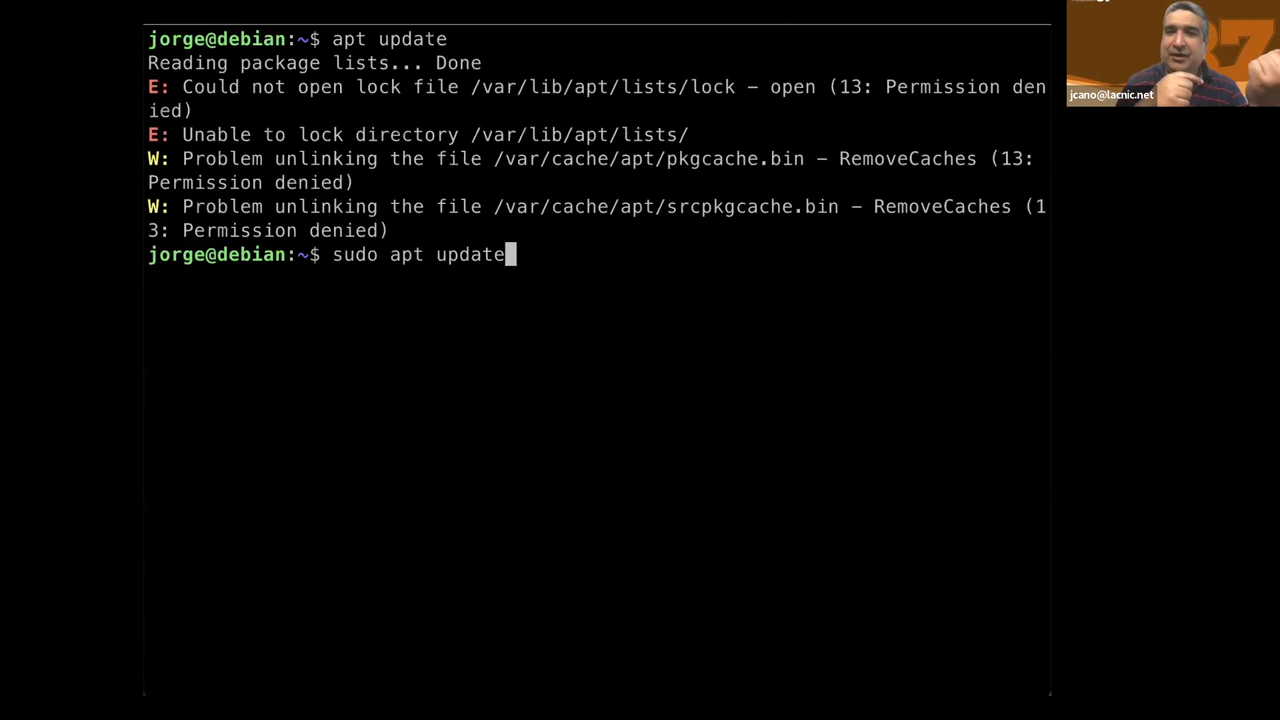 jorge@debian:~$ apt update
Reading package lists... Done
E: Could not open lock file /var/lib/apt/lists/lock - open (13: Permission den
ied)
E: Unable to lock directory /var/lib/apt/lists/
W: Problem unlinking the file /var/cache/apt/pkgcache.bin - RemoveCaches (13:
Permission denied)
W: Problem unlinking the file /var/cache/apt/srcpkgcache.bin - RemoveCaches (1
3: Permission denied)
jorge@debian:~$ sudo apt update
37
jcano@lacnic.net